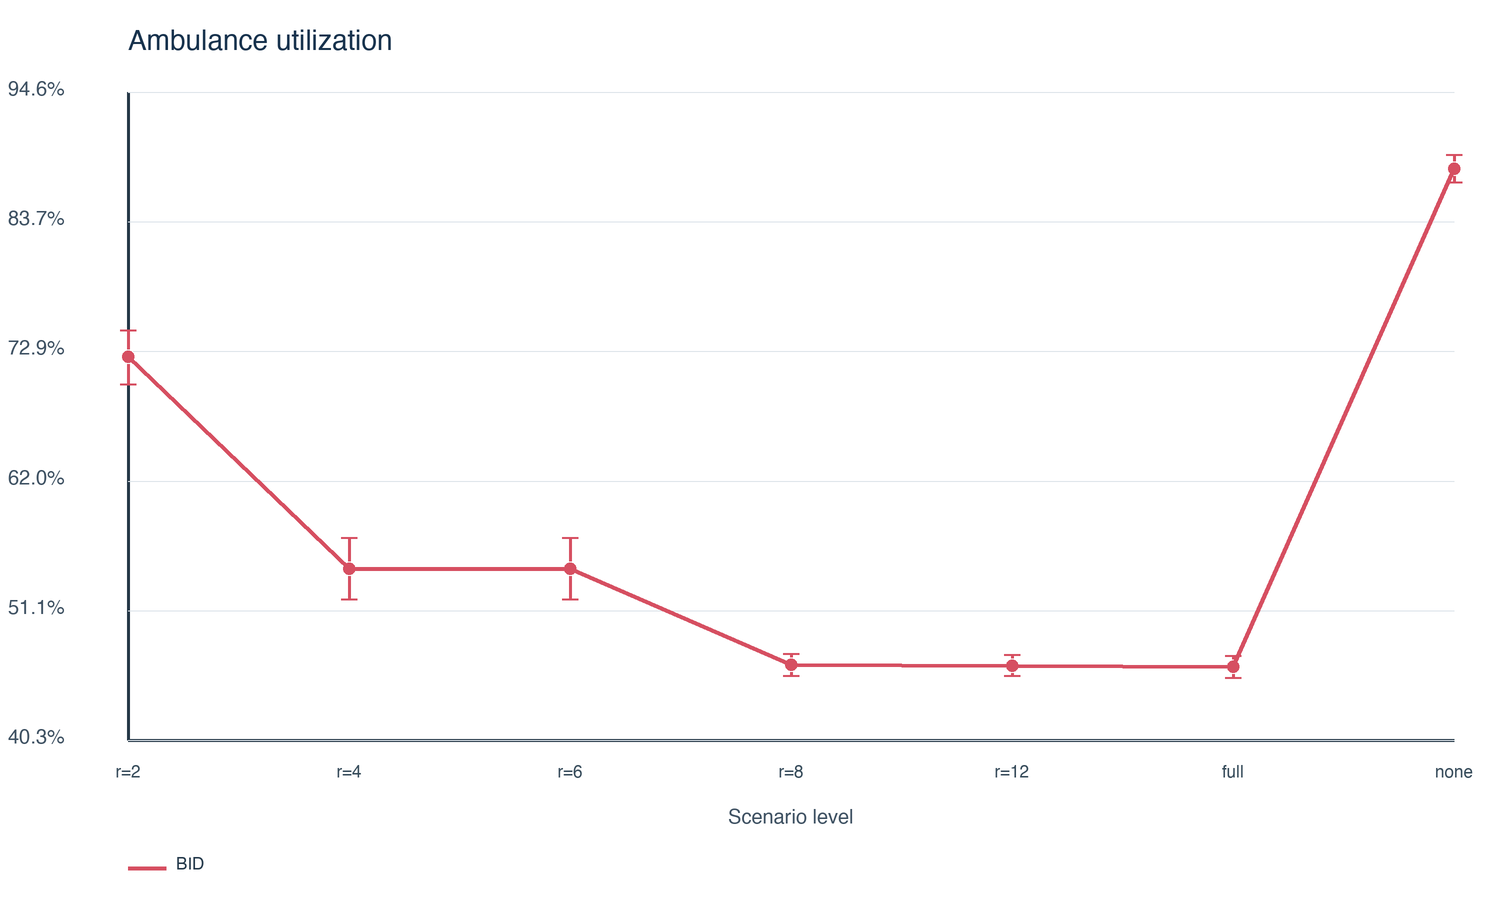 Ambulance utilization
94.6%
83.7%
72.9%
62.0%
51.1%
40.3%
r=2 r=4 r=6 r=8 r=12 full none
Scenario level
BID